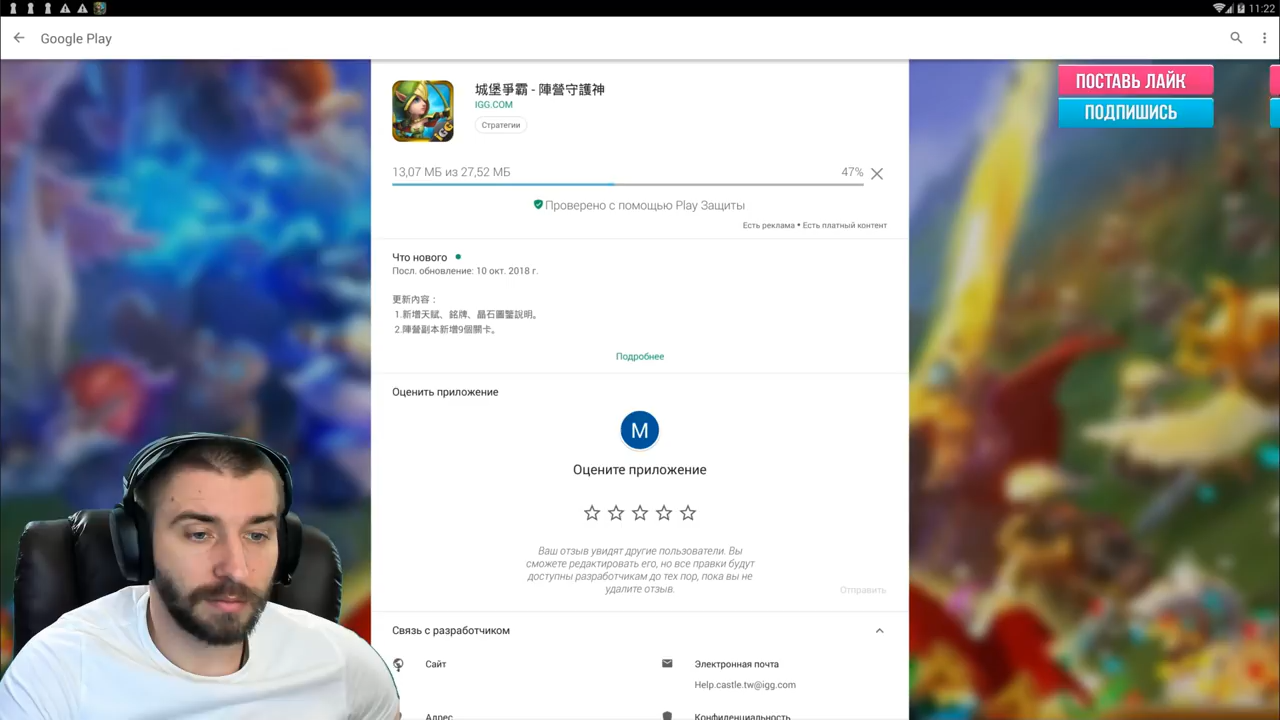 11:22
Google Play
ПОСТАВЬ ЛАЙК
ПОДПИШИСЬ
城堡爭霸 - 陣營守護神
IGG.COM
Стратегии
IGG
13,07 МБ из 27,52 МБ
47%
Проверено с помощью Play Защиты
Есть реклама • Есть платный контент
Что нового
Посл. обновление: 10 окт. 2018 г.
更新內容：
1.新增天賦、銘牌、晶石圖鑒說明。
2.陣營副本新增9個關卡。
Подробнее
Оценить приложение
M
Оцените приложение
Ваш отзыв увидят другие пользователи. Вы
сможете редактировать его, но все правки будут
доступны разработчикам до тех пор, пока вы не
удалите отзыв.
Отправить
Связь с разработчиком
Сайт
Электронная почта
Help.castle.tw@igg.com
Адрес
Конфиденциальность